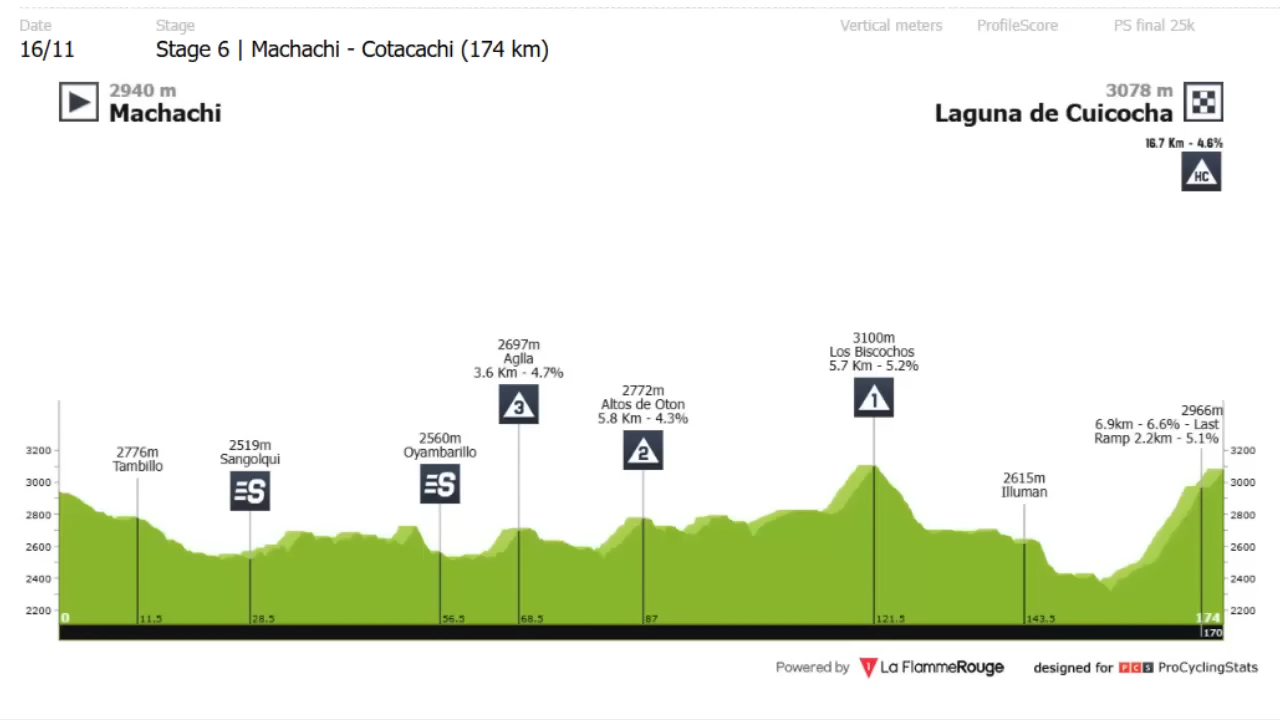 Date Stage Vertical meters ProfileScore PS final 25k
16/11 Stage 6 | Machachi - Cotacachi (174 km)
2940 m
Machachi
3078 m
Laguna de Cuicocha
16.7 Km - 4.6%
HC
3100m
Los Biscochos
5.7 Km - 5.2%
1
2697m
Aglla
3.6 Km - 4.7%
3
2772m
Altos de Oton
5.8 Km - 4.3%
2
2966m
6.9km - 6.6% - Last
Ramp 2.2km - 5.1%
2776m
Tambillo
2519m
Sangolqui
S
2560m
Oyambarillo
S
2615m
Illuman
3200 3200
3000 3000
2800 2800
2600 2600
2400 2400
2200 2200
0 11.5 28.5 56.5 68.5 87 121.5 143.5 174
170
Powered by La FlammeRouge designed for PCS ProCyclingStats